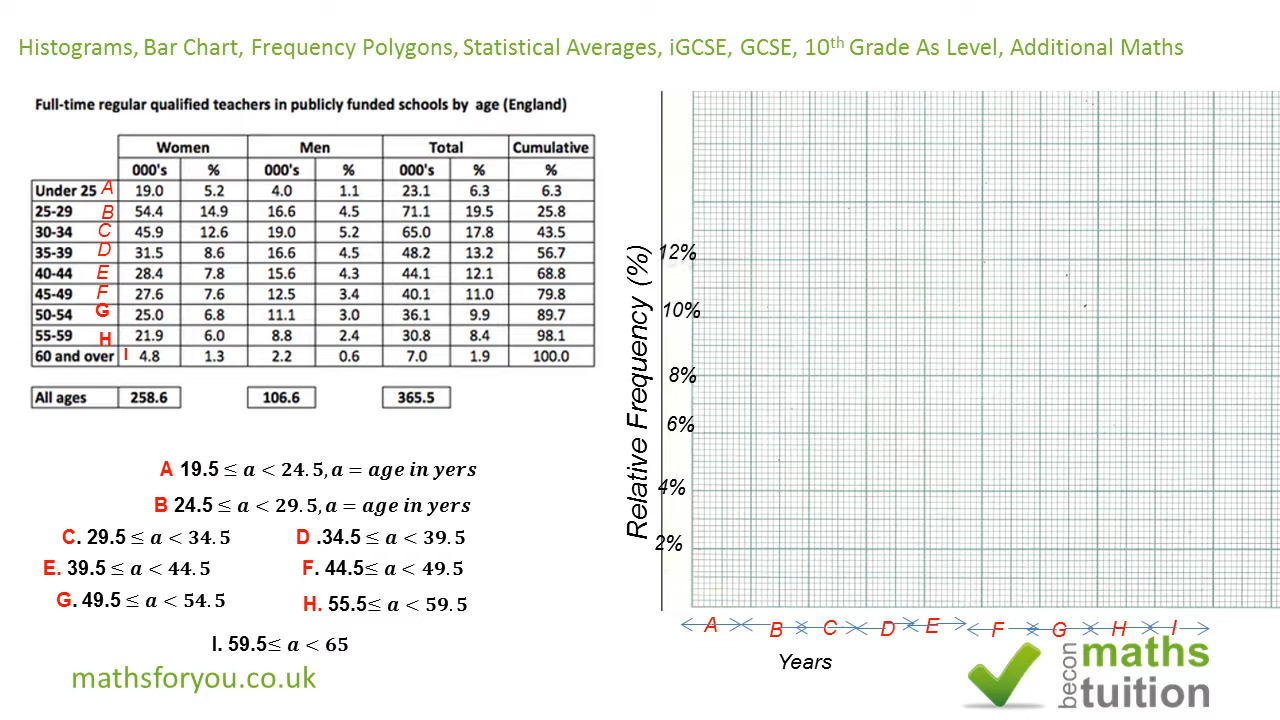 Histograms, Bar Chart, Frequency Polygons, Statistical Averages, iGCSE, GCSE, 10th Grade As Level, Additional Maths
Full-time regular qualified teachers in publicly funded schools by age (England)
Women Men Total Cumulative
000's % 000's % 000's % %
Under 25 A 19.0 5.2 4.0 1.1 23.1 6.3 6.3
25-29 B 54.4 14.9 16.6 4.5 71.1 19.5 25.8
30-34 C 45.9 12.6 19.0 5.2 65.0 17.8 43.5
35-39 D 31.5 8.6 16.6 4.5 48.2 13.2 56.7
40-44 E 28.4 7.8 15.6 4.3 44.1 12.1 68.8
45-49 F 27.6 7.6 12.5 3.4 40.1 11.0 79.8
50-54 G 25.0 6.8 11.1 3.0 36.1 9.9 89.7
55-59 H 21.9 6.0 8.8 2.4 30.8 8.4 98.1
60 and over I 4.8 1.3 2.2 0.6 7.0 1.9 100.0
All ages 258.6 106.6 365.5
A 19.5 ≤ a < 24.5, a = age in yers
B 24.5 ≤ a < 29.5, a = age in yers
C. 29.5 ≤ a < 34.5 D .34.5 ≤ a < 39.5
E. 39.5 ≤ a < 44.5 F. 44.5≤ a < 49.5
G. 49.5 ≤ a < 54.5 H. 55.5≤ a < 59.5
I. 59.5≤ a < 65
mathsforyou.co.uk
Relative Frequency (%)
12%
10%
8%
6%
4%
2%
A B C D E F G H I
Years
becon maths tuition